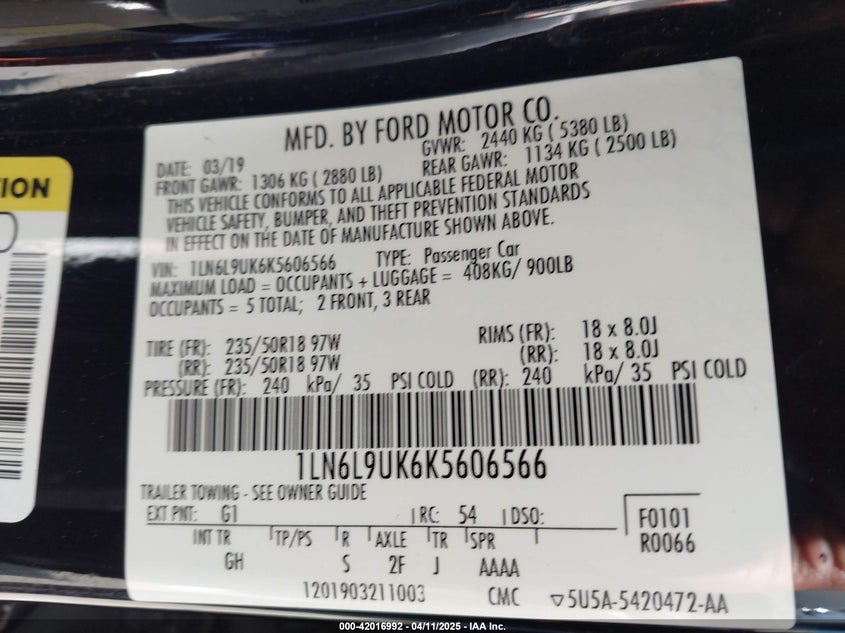 MFD. BY FORD MOTOR CO.
DATE: 03/19 GVWR: 2440 KG ( 5380 LB)
FRONT GAWR: 1306 KG ( 2880 LB) REAR GAWR: 1134 KG ( 2500 LB)
THIS VEHICLE CONFORMS TO ALL APPLICABLE FEDERAL MOTOR
VEHICLE SAFETY, BUMPER, AND THEFT PREVENTION STANDARDS
IN EFFECT ON THE DATE OF MANUFACTURE SHOWN ABOVE.
VIN: 1LN6L9UK6K5606566 TYPE: Passenger Car
MAXIMUM LOAD = OCCUPANTS + LUGGAGE = 408KG/ 900LB
OCCUPANTS = 5 TOTAL; 2 FRONT, 3 REAR
TIRE (FR): 235/50R18 97W RIMS (FR): 18 x 8.0J
(RR): 235/50R18 97W (RR): 18 x 8.0J
PRESSURE (FR): 240 kPa/ 35 PSI COLD (RR): 240 kPa/ 35 PSI COLD
1LN6L9UK6K5606566
TRAILER TOWING - SEE OWNER GUIDE
EXT PNT: G1 RC: 54 DSO: F0101
INT TR TP/PS R AXLE TR SPR R0066
GH S 2F J AAAA
1201903211003 CMC 5U5A-5420472-AA
TION
000-42016992 - 04/11/2025 - IAA Inc.